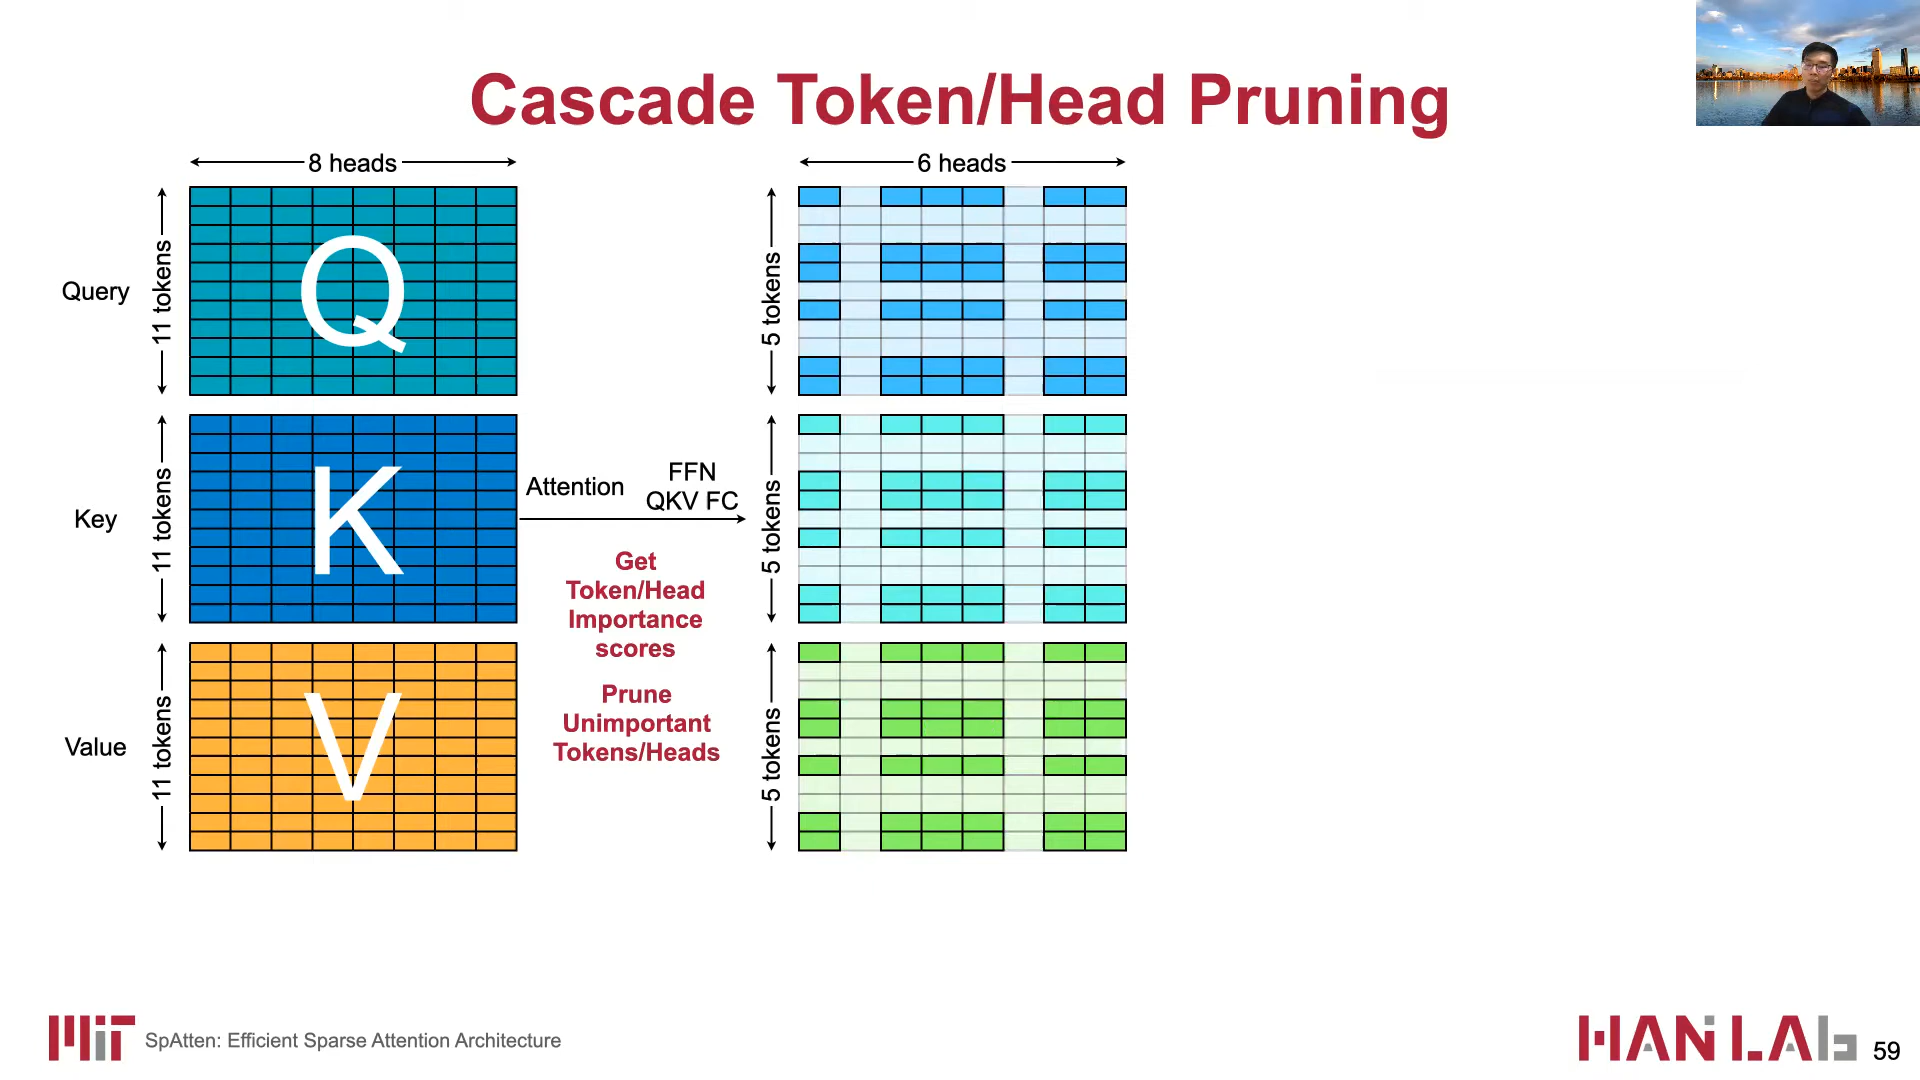 Cascade Token/Head Pruning
8 heads
6 heads
Query
11 tokens
Q
5 tokens
Key
11 tokens
K
Attention
FFN
QKV FC
5 tokens
Get
Token/Head
Importance
scores
Prune
Unimportant
Tokens/Heads
Value
11 tokens
V
5 tokens
MIT
SpAtten: Efficient Sparse Attention Architecture
HAN LAb
59